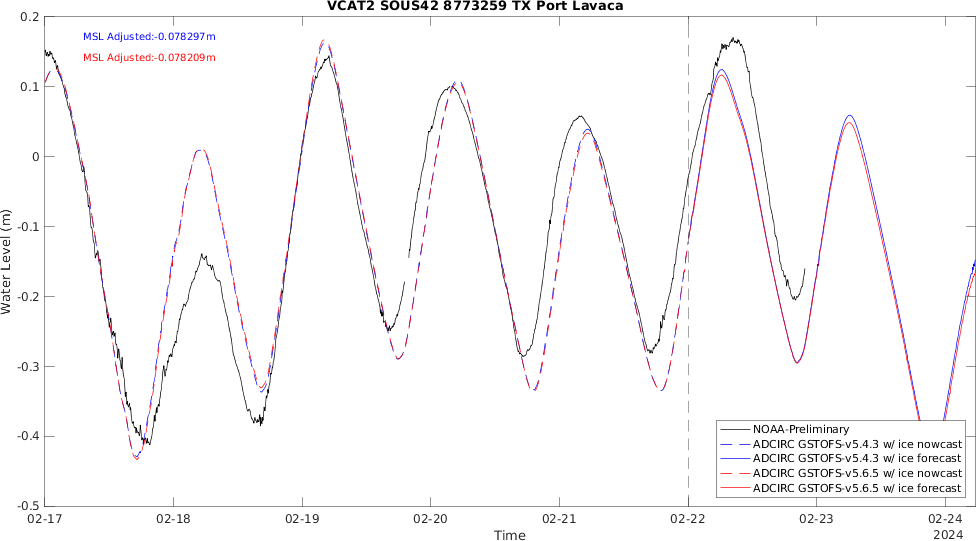 VCAT2 SOUS42 8773259 TX Port Lavaca
MSL Adjusted:-0.078297m
MSL Adjusted:-0.078209m
Water Level (m)
0.2
0.1
0
-0.1
-0.2
-0.3
-0.4
-0.5
NOAA-Preliminary
ADCIRC GSTOFS-v5.4.3 w/ ice nowcast
ADCIRC GSTOFS-v5.4.3 w/ ice forecast
ADCIRC GSTOFS-v5.6.5 w/ ice nowcast
ADCIRC GSTOFS-v5.6.5 w/ ice forecast
02-17 02-18 02-19 02-20 02-21 02-22 02-23 02-24
Time
2024